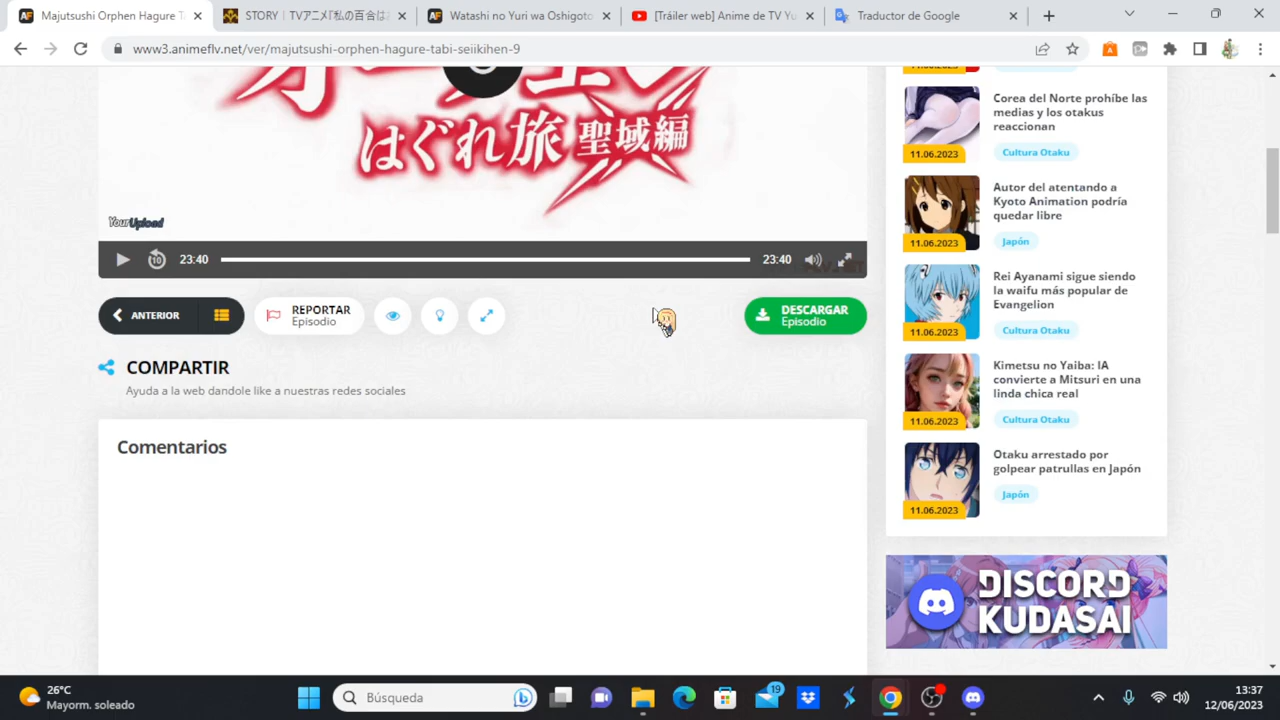 Majutsushi Orphen Hagure Ta
STORY | TVアニメ「私の百合はお
Watashi no Yuri wa Oshigoto
[Tráiler web] Anime de TV Yu
Traductor de Google
www3.animeflv.net/ver/majutsushi-orphen-hagure-tabi-seiikihen-9
はぐれ旅 聖域編
YourUpload
23:40
23:40
ANTERIOR
REPORTAR
Episodio
DESCARGAR
Episodio
COMPARTIR
Ayuda a la web dandole like a nuestras redes sociales
Comentarios
11.06.2023
Corea del Norte prohíbe las
medias y los otakus
reaccionan
11.06.2023
Cultura Otaku
Autor del atentando a
Kyoto Animation podría
quedar libre
11.06.2023
Japón
Rei Ayanami sigue siendo
la waifu más popular de
Evangelion
11.06.2023
Cultura Otaku
Kimetsu no Yaiba: IA
convierte a Mitsuri en una
linda chica real
11.06.2023
Cultura Otaku
Otaku arrestado por
golpear patrullas en Japón
11.06.2023
Japón
DISCORD
KUDASAI
26°C
Mayorm. soleado
Búsqueda
19
13:37
12/06/2023